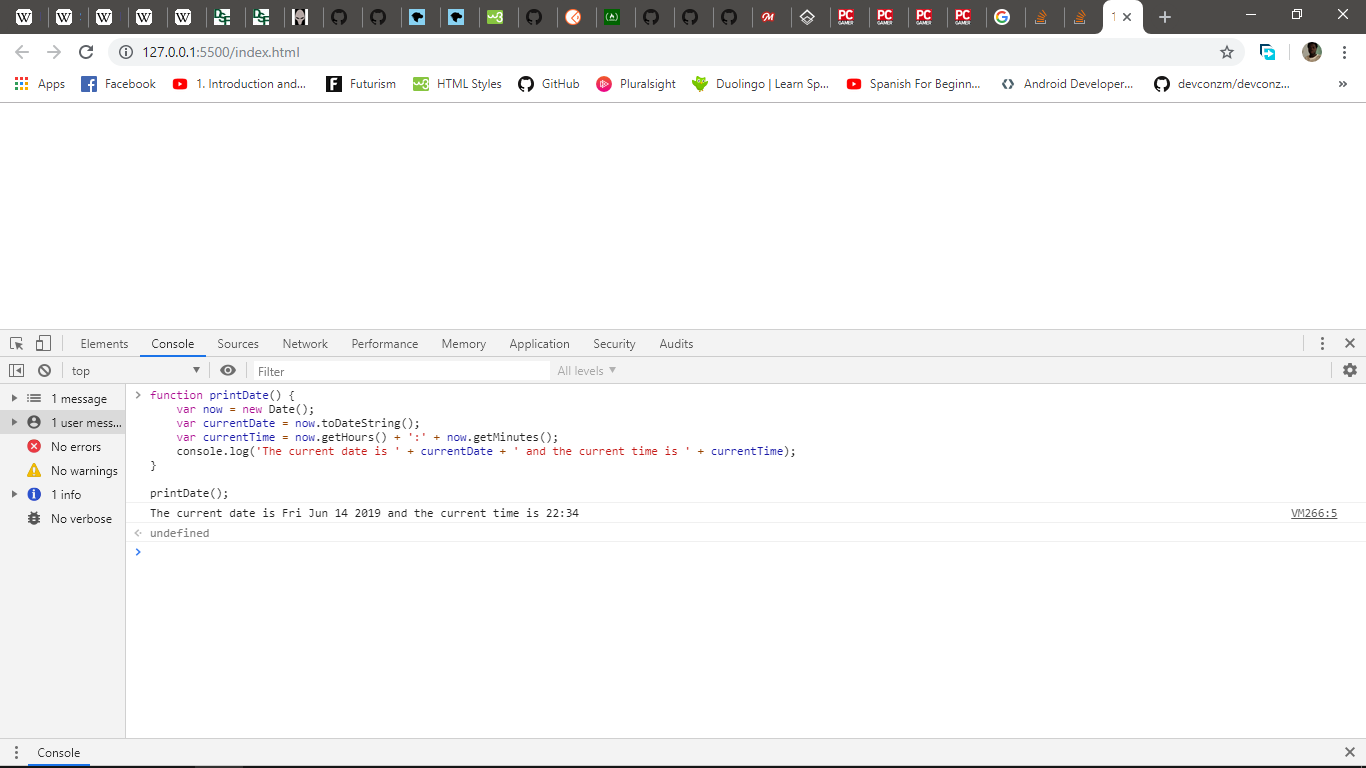 127.0.0.1:5500/index.html
Apps Facebook 1. Introduction and... Futurism HTML Styles GitHub Pluralsight Duolingo | Learn Sp... Spanish For Beginn... Android Developer... devconzm/devconz... »
Elements Console Sources Network Performance Memory Application Security Audits
top Filter All levels
1 message
1 user mess...
No errors
No warnings
1 info
No verbose
function printDate() {
    var now = new Date();
    var currentDate = now.toDateString();
    var currentTime = now.getHours() + ':' + now.getMinutes();
    console.log('The current date is ' + currentDate + ' and the current time is ' + currentTime);
}
printDate();
The current date is Fri Jun 14 2019 and the current time is 22:34 VM266:5
undefined
Console